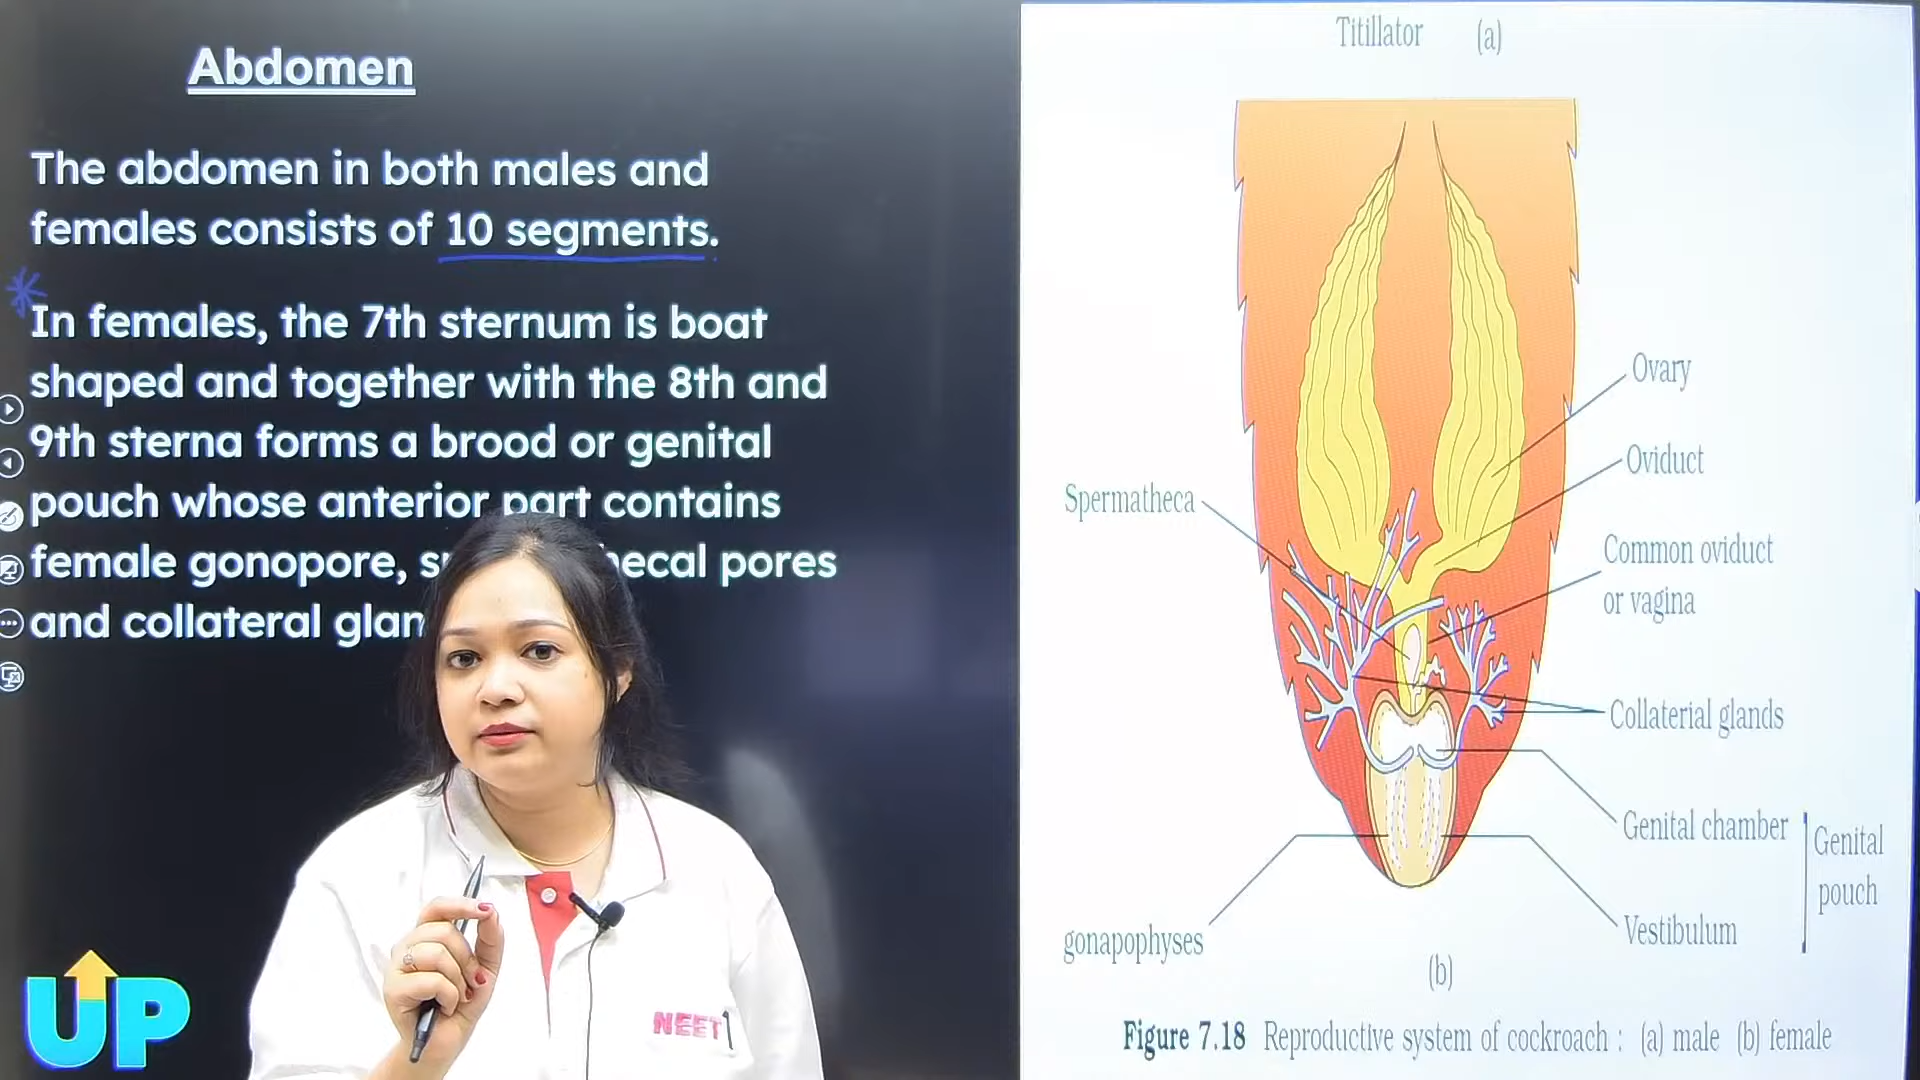 Abdomen
The abdomen in both males and
females consists of 10 segments.
In females, the 7th sternum is boat
shaped and together with the 8th and
9th sterna forms a brood or genital
pouch whose anterior part contains
female gonopore, pores
and collateral
UP
NEET
Titillator (a)
Ovary
Oviduct
Spermatheca
Common oviduct
or vagina
Collaterial glands
Genital chamber
Genital
pouch
Vestibulum
gonapophyses
(b)
Figure 7.18 Reproductive system of cockroach : (a) male (b) female